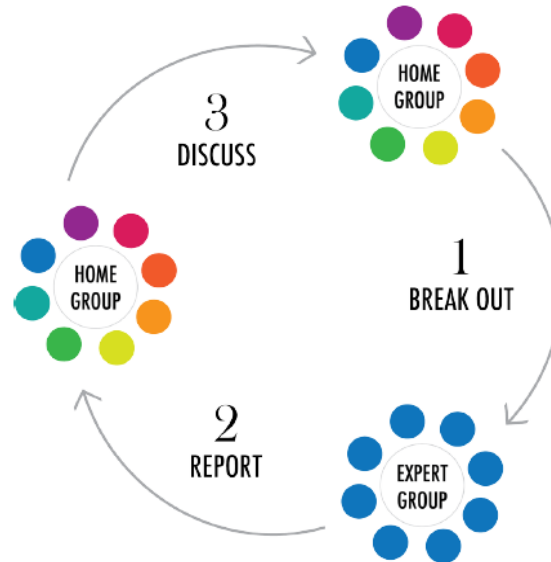 HOME
GROUP
3
DISCUSS
1
BREAK OUT
HOME
GROUP
2
REPORT
EXPERT
GROUP